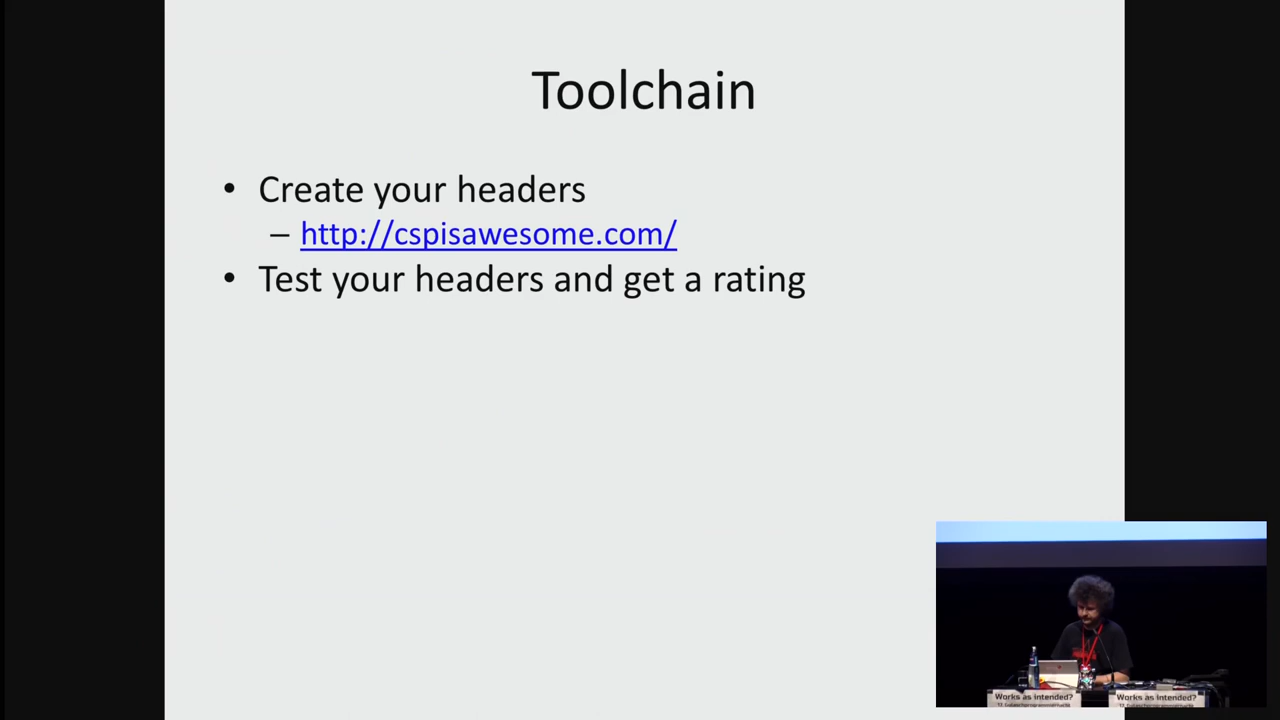 Toolchain
• Create your headers
– http://cspisawesome.com/
• Test your headers and get a rating
Works as intended?
Works as intended?